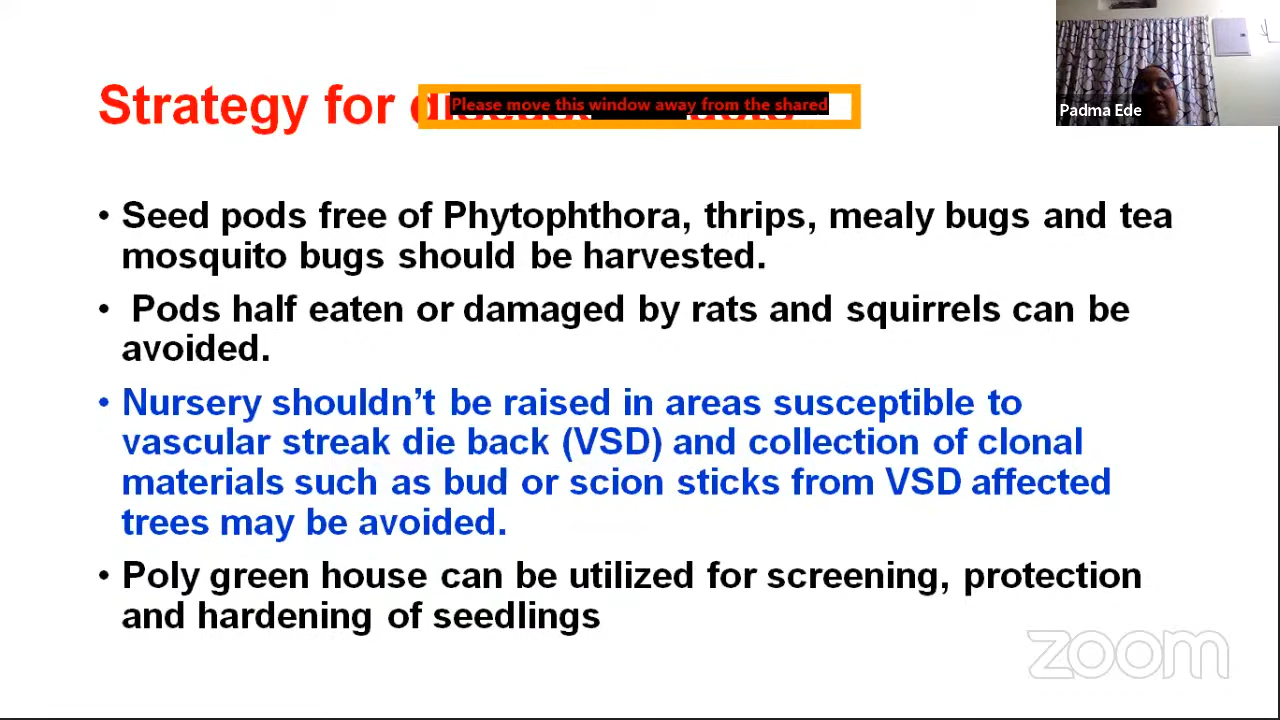 Strategy for
Please move this window away from the shared
Padma Ede
• Seed pods free of Phytophthora, thrips, mealy bugs and tea
mosquito bugs should be harvested.
• Pods half eaten or damaged by rats and squirrels can be
avoided.
• Nursery shouldn't be raised in areas susceptible to
vascular streak die back (VSD) and collection of clonal
materials such as bud or scion sticks from VSD affected
trees may be avoided.
• Poly green house can be utilized for screening, protection
and hardening of seedlings
zoom